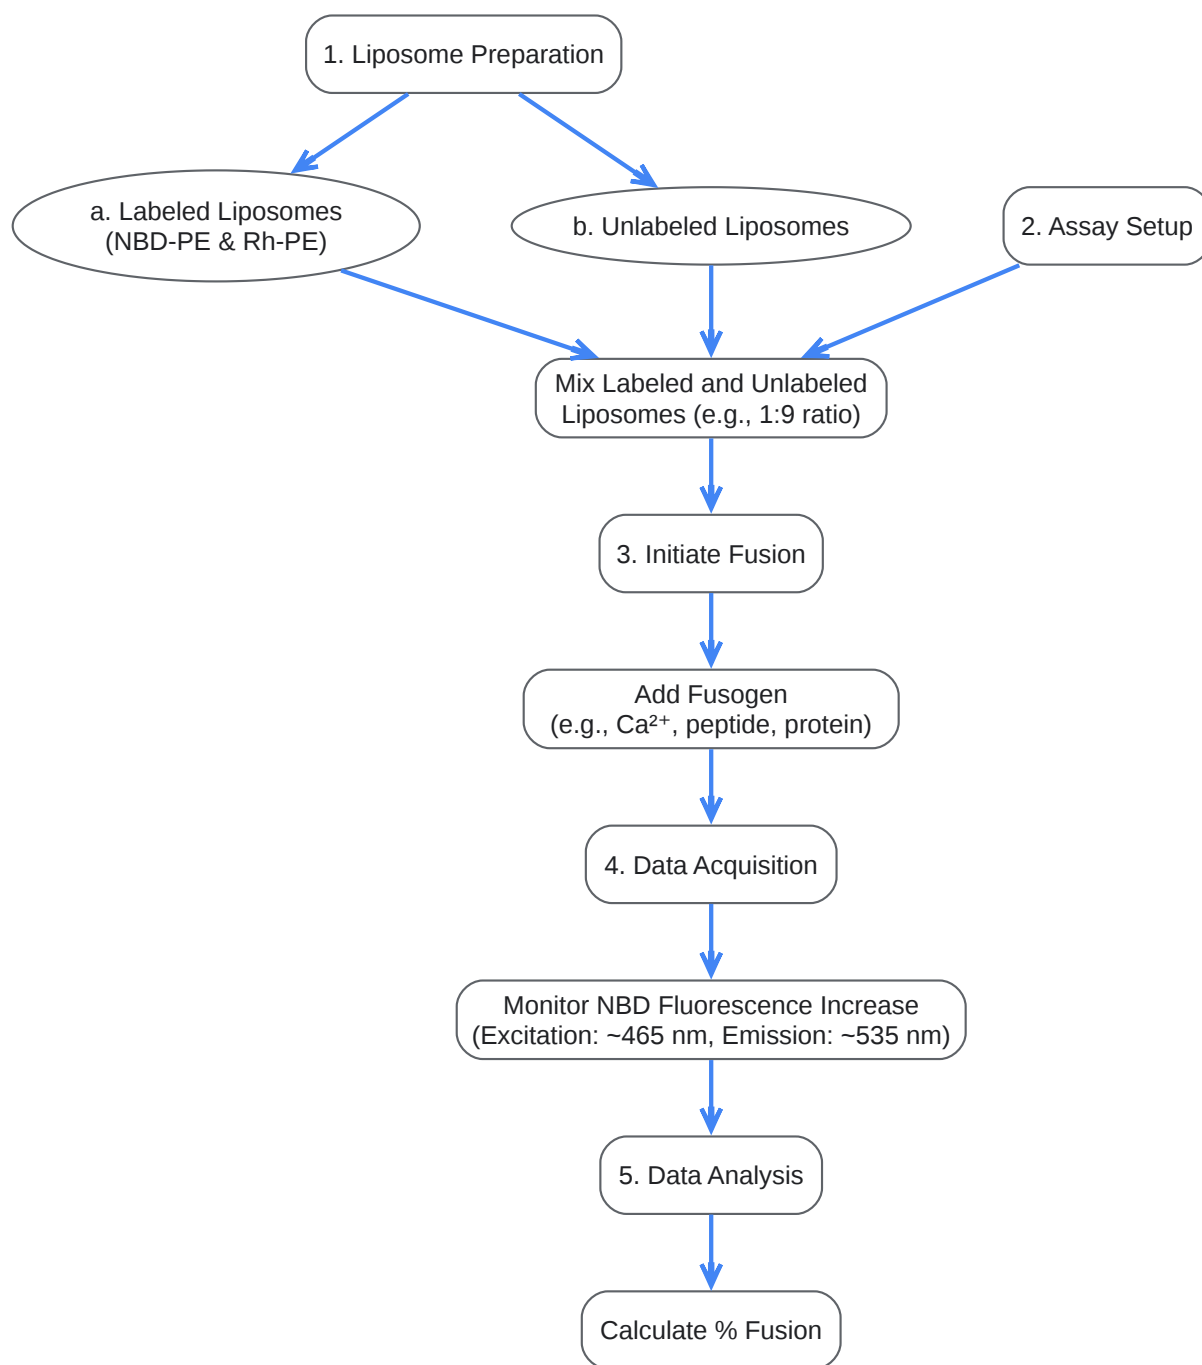 1. Liposome Preparation
a. Labeled Liposomes
(NBD-PE & Rh-PE)
b. Unlabeled Liposomes
2. Assay Setup
Mix Labeled and Unlabeled
Liposomes (e.g., 1:9 ratio)
3. Initiate Fusion
Add Fusogen
(e.g., Ca²⁺, peptide, protein)
4. Data Acquisition
Monitor NBD Fluorescence Increase
(Excitation: ~465 nm, Emission: ~535 nm)
5. Data Analysis
Calculate % Fusion